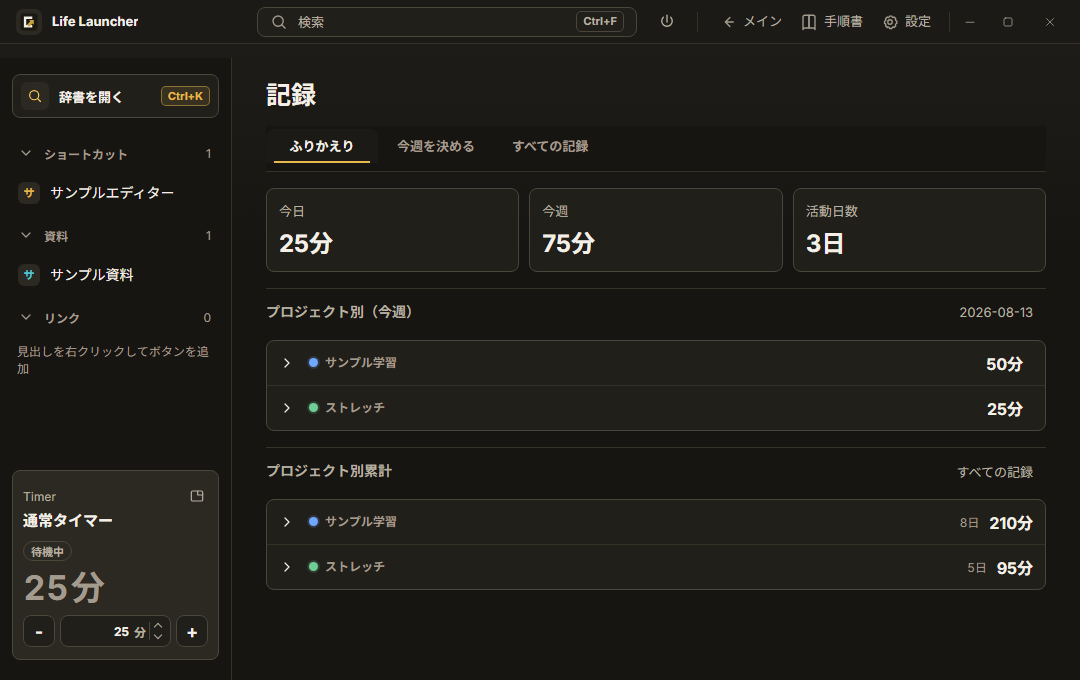 Life Launcher
検索
Ctrl+F
メイン
手順書
設定
辞書を開く
Ctrl+K
ショートカット
1
サ
サンプルエディター
資料
1
サ
サンプル資料
リンク
0
見出しを右クリックしてボタンを追
加
Timer
通常タイマー
待機中
25分
-
25 分
+
記録
ふりかえり
今週を決める
すべての記録
今日
25分
今週
75分
活動日数
3日
プロジェクト別（今週）
2026-08-13
サンプル学習
50分
ストレッチ
25分
プロジェクト別累計
すべての記録
サンプル学習
8日 210分
ストレッチ
5日 95分